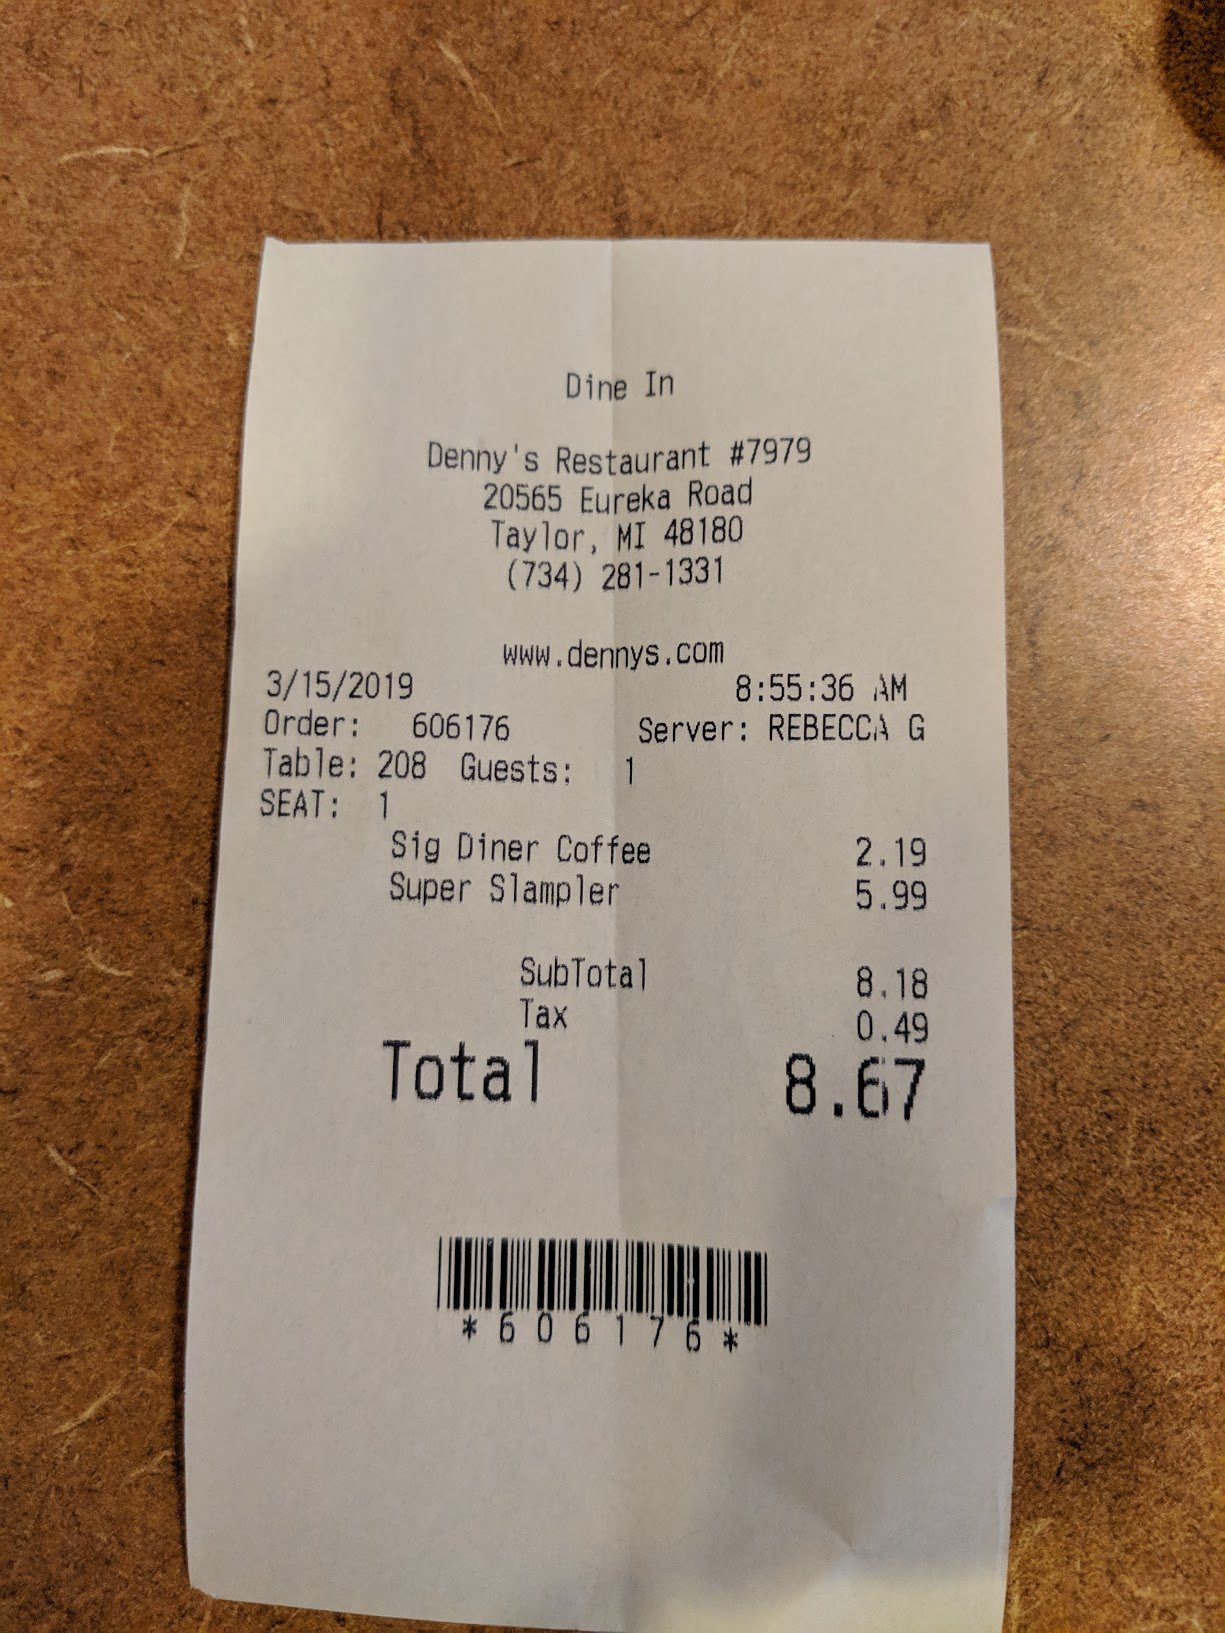 Dine In
Denny's Restaurant #7979
20565 Eureka Road
Taylor, MI 48180
(734) 281-1331
www.dennys.com
3/15/2019 8:55:36 AM
Order: 606176 Server: REBECCA G
Table: 208 Guests: 1
SEAT: 1
Sig Diner Coffee 2.19
Super Slampler 5.99
SubTotal 8.18
Tax 0.49
Total 8.67
*606176*